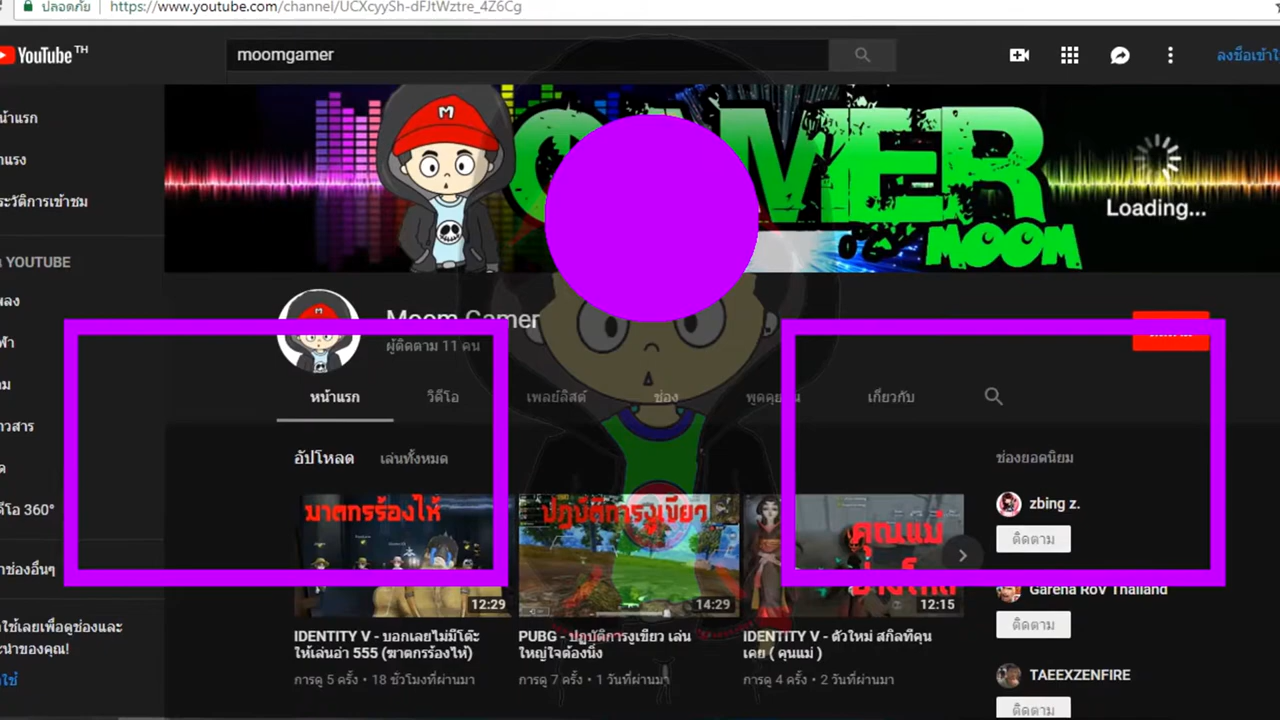 ปลอดภัย | https://www.youtube.com/channel/UCXcyySh-dFJtWztre_4Z6Cg
YouTube TH
moomgamer
ลงชื่อเข้าใ
น้าแรก
าแรง
ระวัติการเข้าชม
YOUTUBE
พลง
ฬา
าวสาร
ดีโอ 360°
าช่องอื่นๆ
าใช้เลยเพื่อดูช่องและ
ะนำของคุณ!
M
GAMER
BY MOOM
Loading...
Moom Gamer
ผู้ติดตาม 11 คน
หน้าแรก วิดีโอ เพลย์ลิสต์ ช่อง พูดคุย เกี่ยวกับ
อัปโหลด เล่นทั้งหมด
ช่องยอดนิยม
ฆาตกรร้องไห้
12:29
IDENTITY V - บอกเลยไม่มีโด๊ะ
ให้เล่นอ่า 555 (ฆาตกรร้องไห้)
การดู 5 ครั้ง • 18 ชั่วโมงที่ผ่านมา
ปฏบัติการงูเขียว
14:29
PUBG - ปฏบัติการงูเขียว เล่น
ใหญ่ใจต้องนิ่ง
การดู 7 ครั้ง • 1 วันที่ผ่านมา
คุณแม่
12:15
IDENTITY V - ตัวใหม่ สกิลที่คุน
เคย ( คุนแม่ )
การดู 4 ครั้ง • 2 วันที่ผ่านมา
zbing z.
ติดตาม
Garena RoV Thailand
ติดตาม
TAEEXZENFIRE
ติดตาม